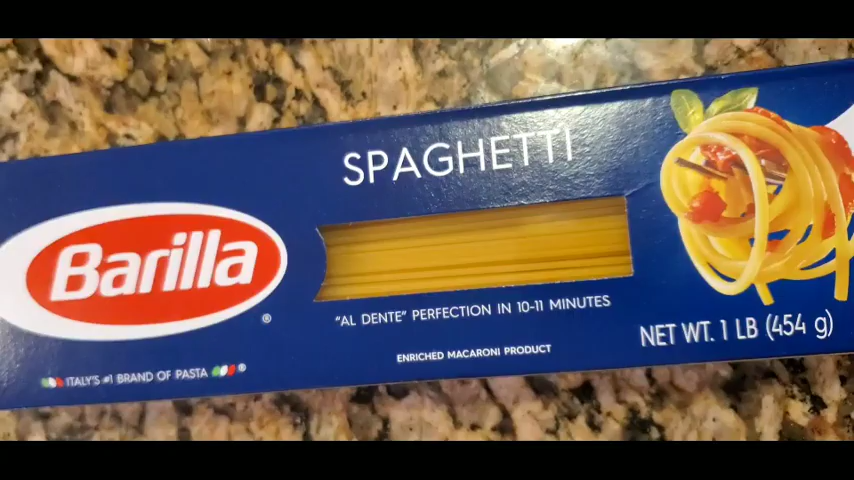 SPAGHETTI
Barilla
®
"AL DENTE" PERFECTION IN 10-11 MINUTES
NET WT. 1 LB (454 g)
ENRICHED MACARONI PRODUCT
ITALY'S #1 BRAND OF PASTA ®